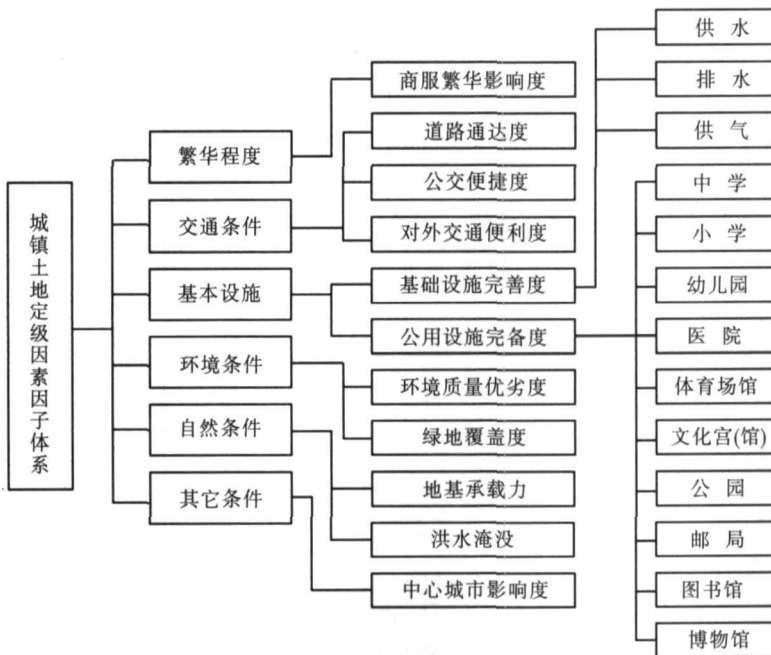 城镇土地定级因素因子体系
繁华程度
交通条件
基本设施
环境条件
自然条件
其它条件
商服繁华影响度
道路通达度
公交便捷度
对外交通便利度
基础设施完善度
公用设施完备度
环境质量优劣度
绿地覆盖度
地基承载力
洪水淹没
中心城市影响度
供水
排水
供气
中学
小学
幼儿园
医院
体育场馆
文化宫(馆)
公园
邮局
图书馆
博物馆